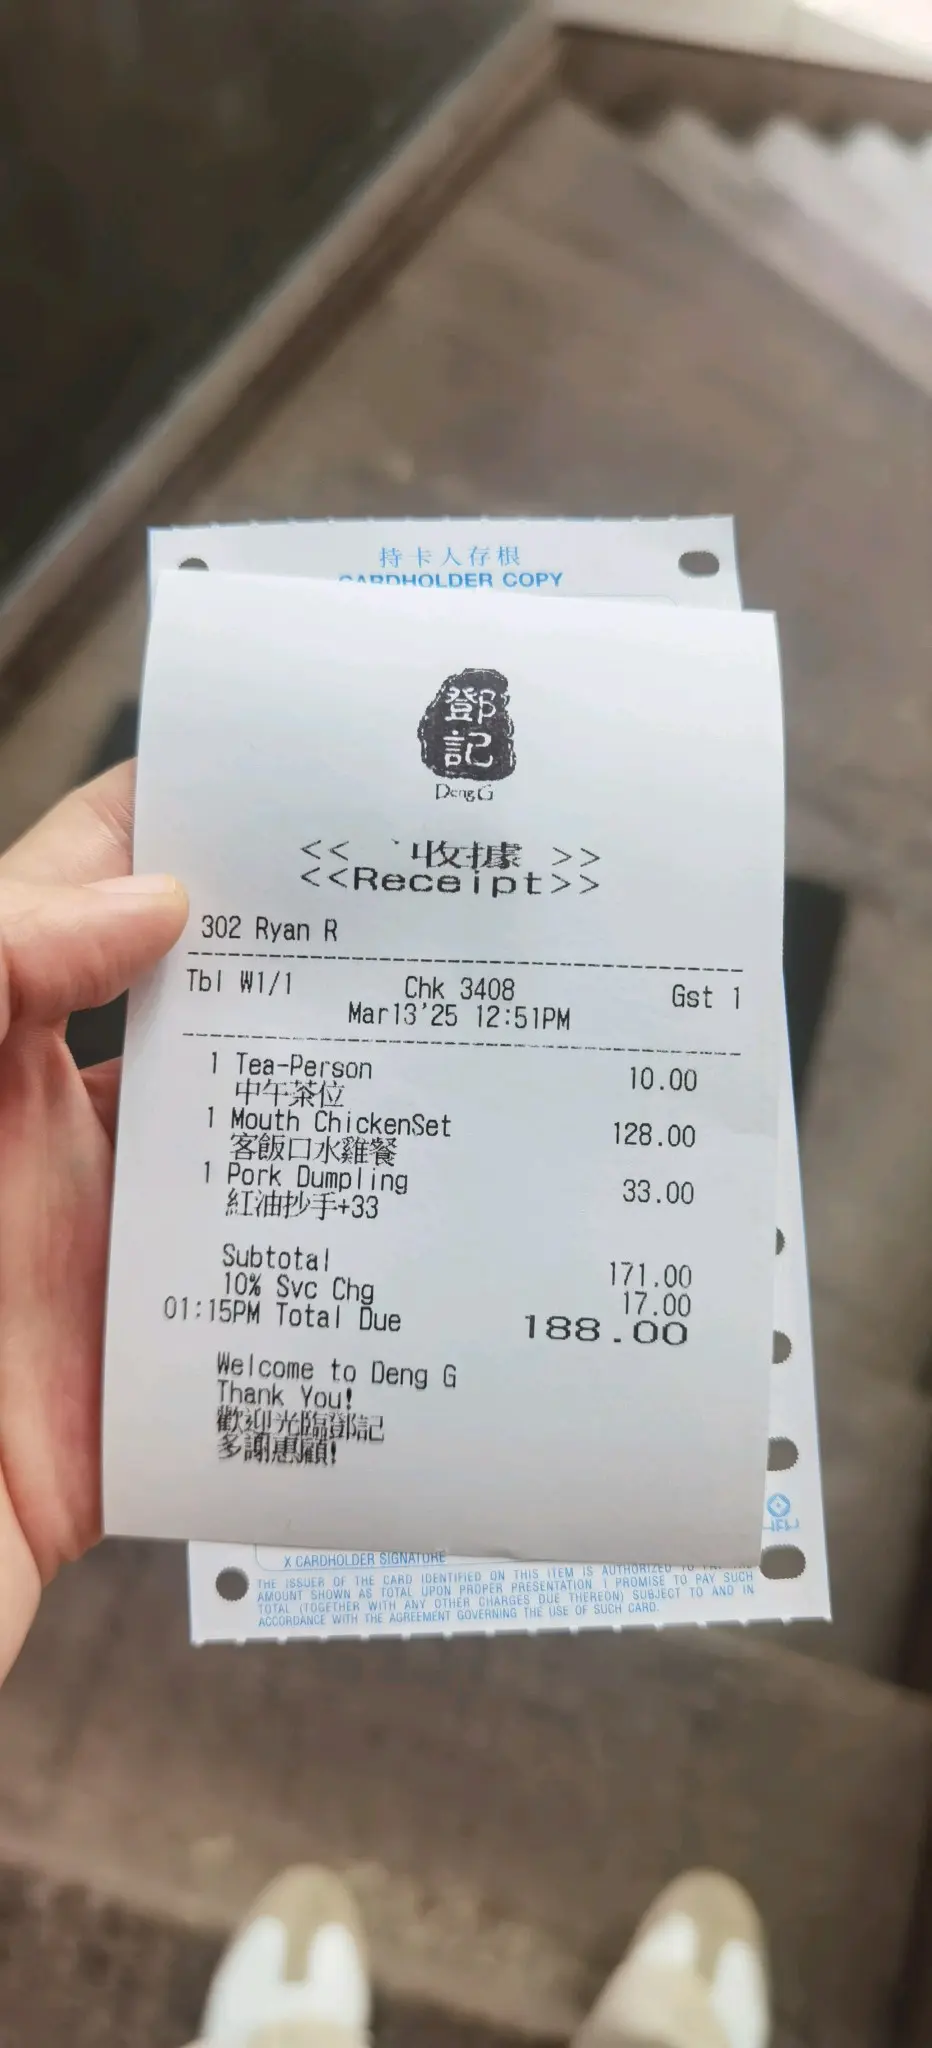 持卡人存根
CARDHOLDER COPY
鄧記
Deng G
<< 收據 >>
<<Receipt>>
302 Ryan R
Tbl W1/1 Chk 3408 Gst 1
Mar13'25 12:51PM
1 Tea-Person 10.00
中午茶位
1 Mouth ChickenSet 128.00
客飯口水雞餐
1 Pork Dumpling 33.00
紅油抄手+33
Subtotal 171.00
10% Svc Chg 17.00
01:15PM Total Due 188.00
Welcome to Deng G
Thank You!
歡迎光臨鄧記
多謝惠顧!
X CARDHOLDER SIGNATURE
THE ISSUER OF THE CARD IDENTIFIED ON THIS ITEM IS AUTHORIZED TO PAY THE
AMOUNT SHOWN AS TOTAL UPON PROPER PRESENTATION. I PROMISE TO PAY SUCH
TOTAL (TOGETHER WITH ANY OTHER CHARGES DUE THEREON) SUBJECT TO AND IN
ACCORDANCE WITH THE AGREEMENT GOVERNING THE USE OF SUCH CARD.